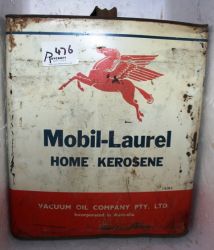 476
Mobil-Laurel
HOME KEROSENE
VACUUM OIL COMPANY PTY. LTD.
Incorporated in Australia